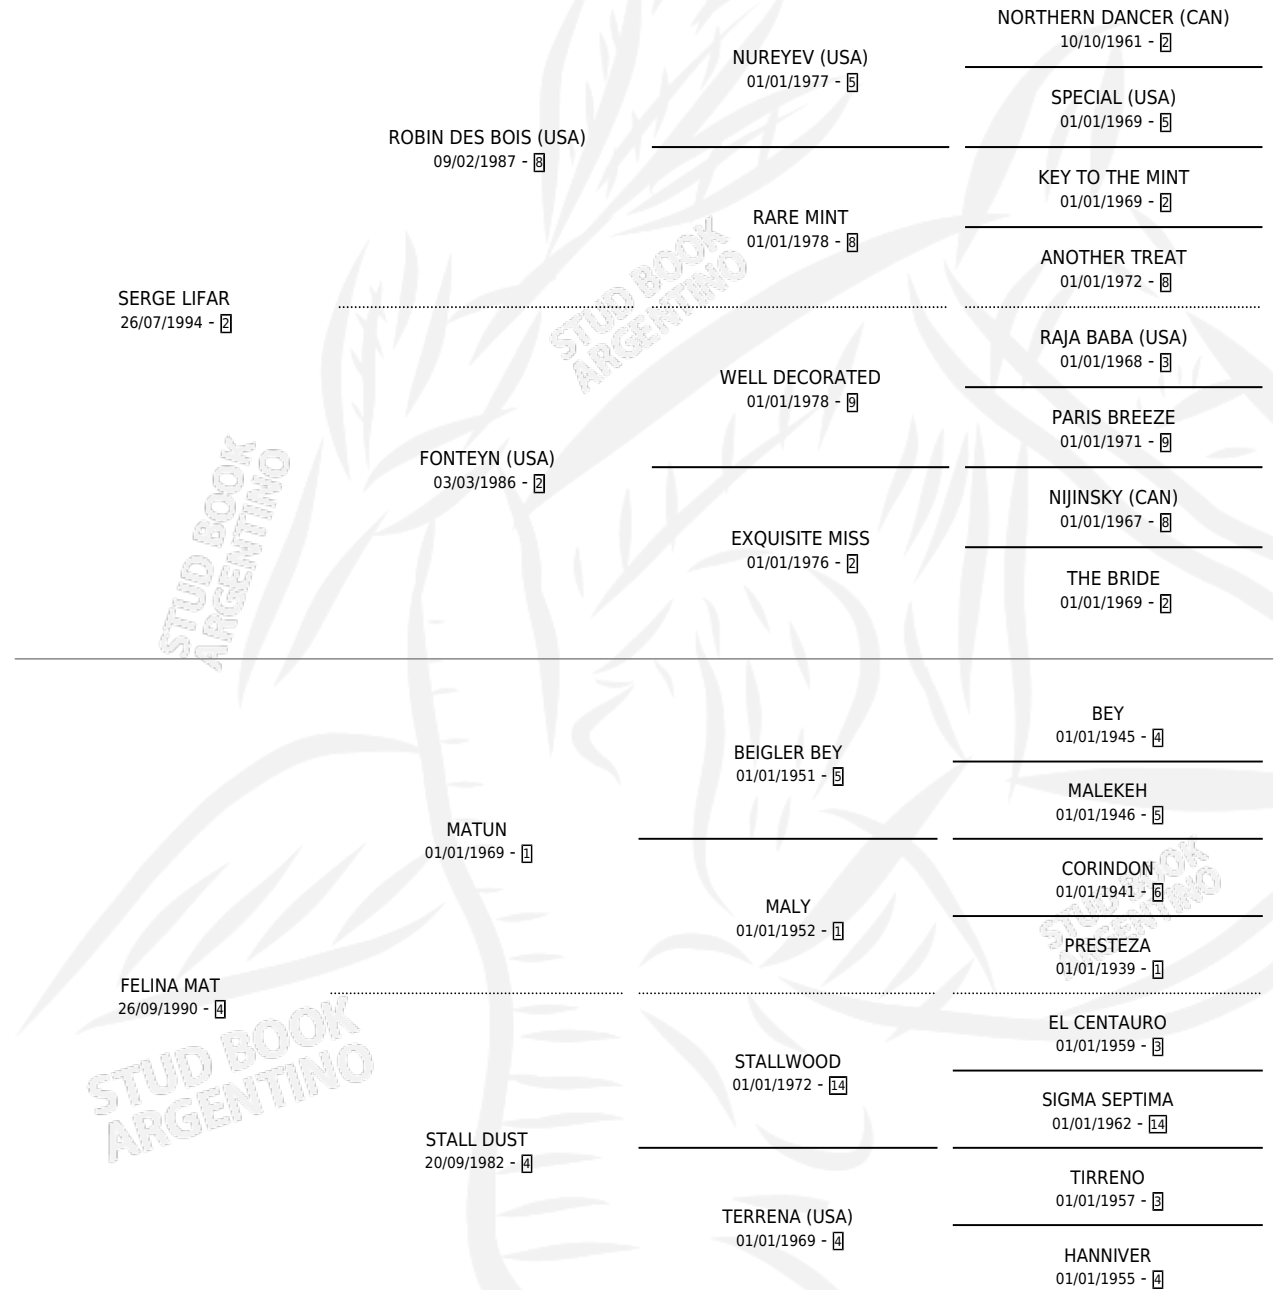 NORTHERN DANCER (CAN)
10/10/1961 - 2
NUREYEV (USA)
01/01/1977 - 5
SPECIAL (USA)
01/01/1969 - 5
ROBIN DES BOIS (USA)
09/02/1987 - 8
KEY TO THE MINT
01/01/1969 - 2
RARE MINT
01/01/1978 - 8
ANOTHER TREAT
01/01/1972 - 8
SERGE LIFAR
26/07/1994 - 2
STUD BOOK
ARGENTINO
RAJA BABA (USA)
01/01/1968 - 3
WELL DECORATED
01/01/1978 - 9
PARIS BREEZE
01/01/1971 - 9
FONTEYN (USA)
03/03/1986 - 2
NIJINSKY (CAN)
01/01/1967 - 8
EXQUISITE MISS
01/01/1976 - 2
THE BRIDE
01/01/1969 - 2
STUD BOOK
ARGENTINO
BEY
01/01/1945 - 4
BEIGLER BEY
01/01/1951 - 5
MALEKEH
01/01/1946 - 5
MATUN
01/01/1969 - 1
CORINDON
01/01/1941 - 6
MALY
01/01/1952 - 1
PRESTEZA
01/01/1939 - 1
STUD BOOK
ARGENTINO
FELINA MAT
26/09/1990 - 4
EL CENTAURO
01/01/1959 - 3
STALLWOOD
01/01/1972 - 14
SIGMA SEPTIMA
01/01/1962 - 14
STUD BOOK
ARGENTINO
STALL DUST
20/09/1982 - 4
TIRRENO
01/01/1957 - 3
TERRENA (USA)
01/01/1969 - 4
HANNIVER
01/01/1955 - 4